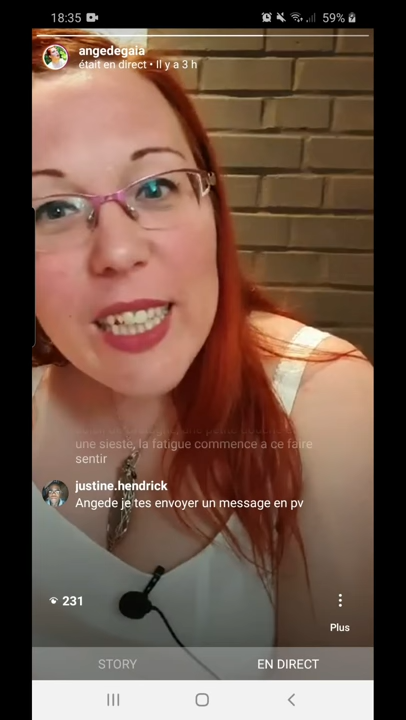 18:35
59%
angedegaia
était en direct • Il y a 3 h
une sieste, la fatigue commence a ce faire
sentir
justine.hendrick
Angede je tes envoyer un message en pv
231
Plus
STORY
EN DIRECT